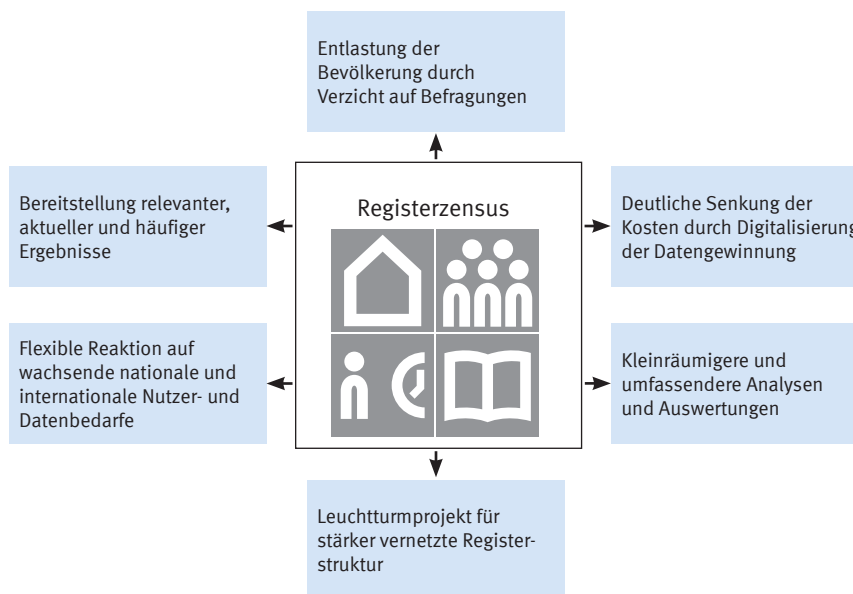 Entlastung der
Bevölkerung durch
Verzicht auf Befragungen
Bereitstellung relevanter,
aktueller und häufiger
Ergebnisse
Registerzensus
Deutliche Senkung der
Kosten durch Digitalisierung
der Datengewinnung
Flexible Reaktion auf
wachsende nationale und
internationale Nutzer- und
Datenbedarfe
Kleinräumigere und
umfassendere Analysen
und Auswertungen
Leuchtturmprojekt für
stärker vernetzte Register-
struktur